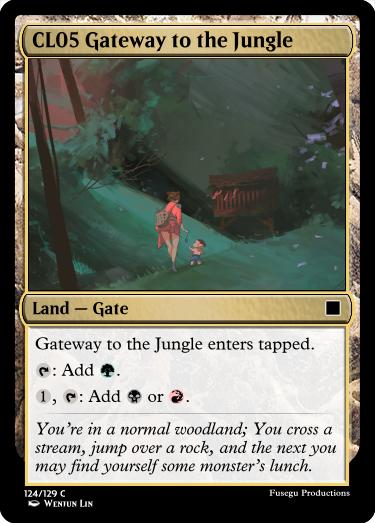 CL05 Gateway to the Jungle
Land — Gate
Gateway to the Jungle enters tapped.
: Add .
1, : Add or .
You're in a normal woodland; You cross a
stream, jump over a rock, and the next you
may find yourself some monster's lunch.
124/129 C
Fusegu Productions
Wenjun Lin